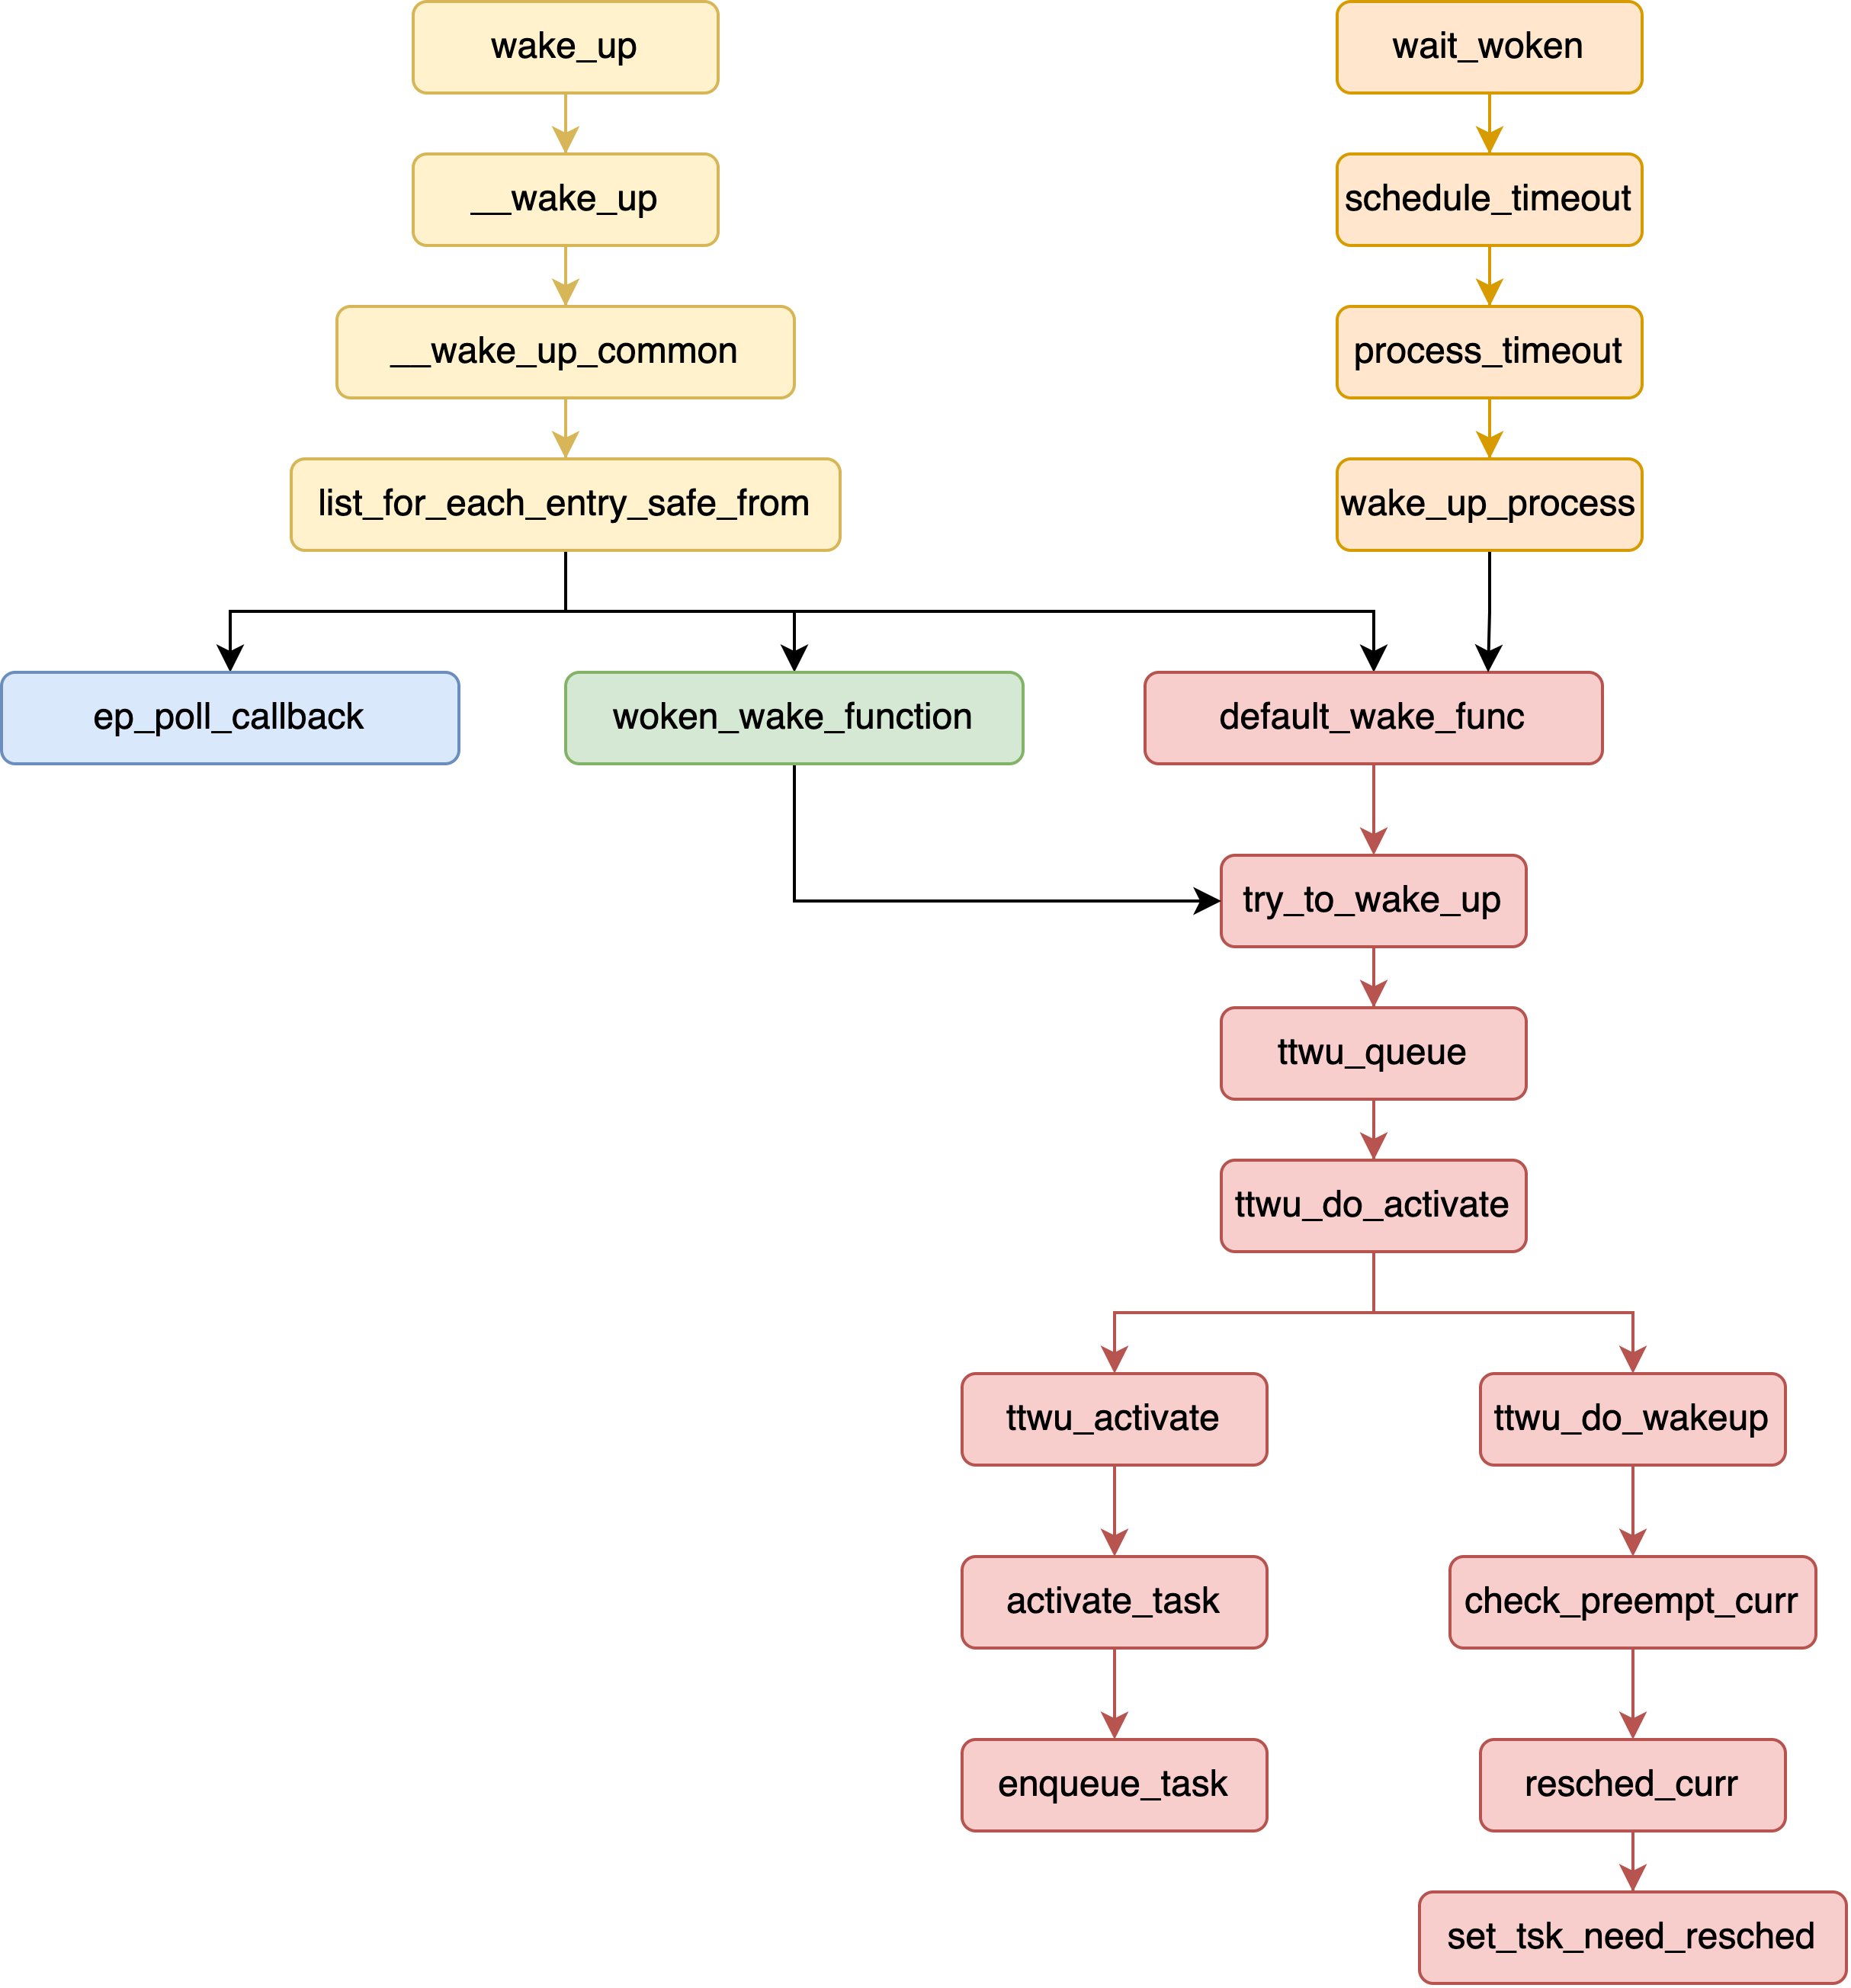 wake_up
wait_woken
__wake_up
schedule_timeout
__wake_up_common
process_timeout
list_for_each_entry_safe_from
wake_up_process
ep_poll_callback
woken_wake_function
default_wake_func
try_to_wake_up
ttwu_queue
ttwu_do_activate
ttwu_activate
ttwu_do_wakeup
activate_task
check_preempt_curr
enqueue_task
resched_curr
set_tsk_need_resched